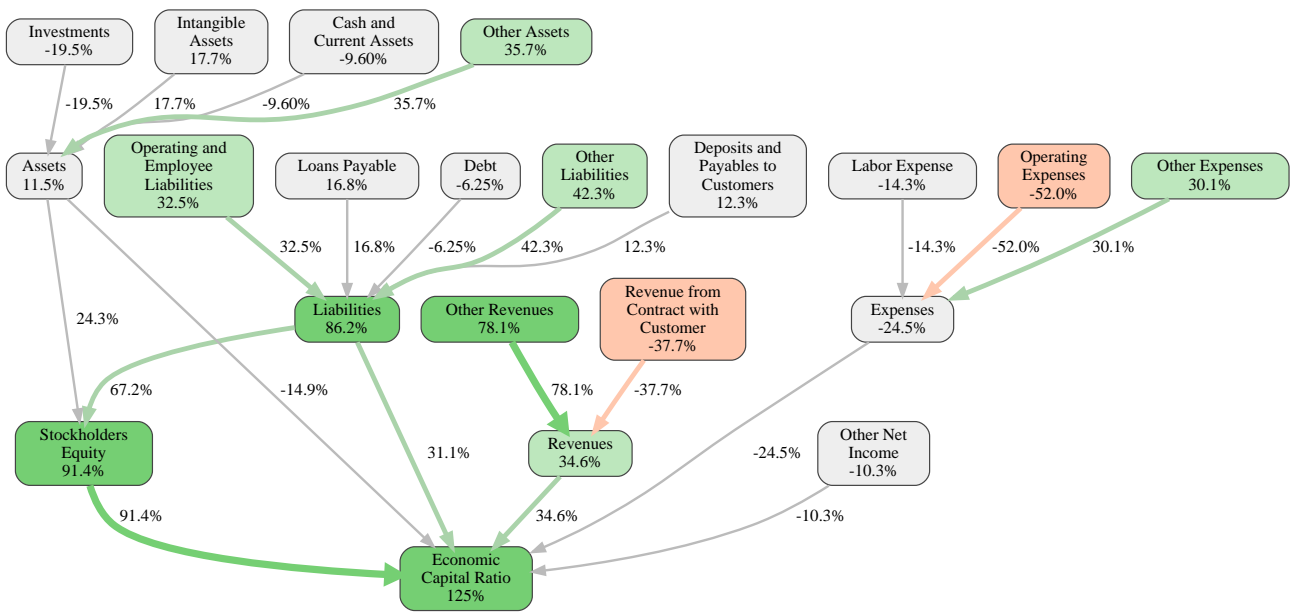 Investments
-19.5%
Intangible
Assets
17.7%
Cash and
Current Assets
-9.60%
Other Assets
35.7%
-19.5%
17.7%
-9.60%
35.7%
Assets
11.5%
Operating and
Employee
Liabilities
32.5%
Loans Payable
16.8%
Debt
-6.25%
Other
Liabilities
42.3%
Deposits and
Payables to
Customers
12.3%
Labor Expense
-14.3%
Operating
Expenses
-52.0%
Other Expenses
30.1%
32.5%
16.8%
-6.25%
42.3%
12.3%
-14.3%
-52.0%
30.1%
Liabilities
86.2%
Other Revenues
78.1%
Revenue from
Contract with
Customer
-37.7%
Expenses
-24.5%
24.3%
67.2%
-14.9%
78.1%
-37.7%
Stockholders
Equity
91.4%
31.1%
Revenues
34.6%
-24.5%
Other Net
Income
-10.3%
91.4%
34.6%
-10.3%
Economic
Capital Ratio
125%